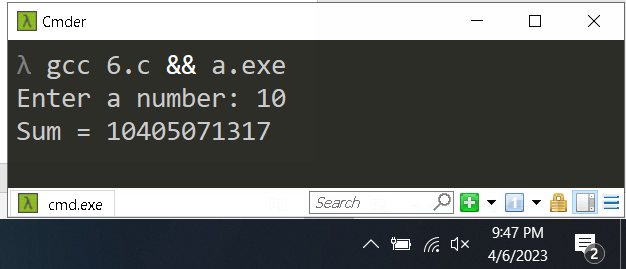 Cmder
λ gcc 6.c && a.exe
Enter a number: 10
Sum = 10405071317
cmd.exe
Search
1
9:47 PM
4/6/2023
2